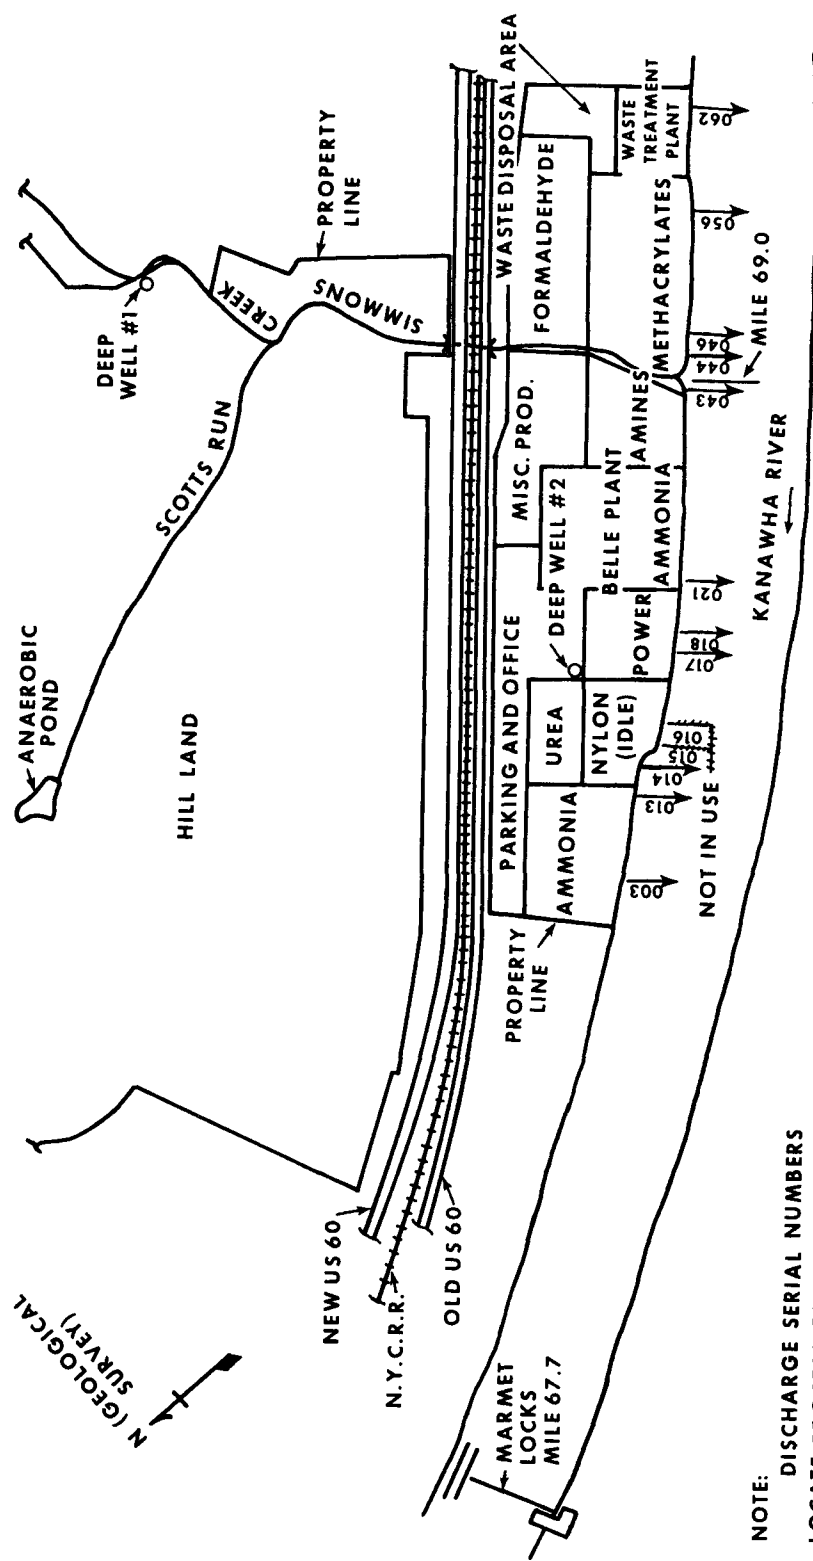 N (GEOLOGICAL
SURVEY)
ANAEROBIC
POND
SCOTTS RUN
HILL LAND
DEEP
WELL #1
CREEK
SIMMONS
PROPERTY
LINE
NEW US 60
N.Y.C.R.R.
OLD US 60
MARMET
LOCKS
MILE 67.7
PROPERTY
LINE
PARKING AND OFFICE
AMMONIA
UREA
NYLON
(IDLE)
DEEP WELL #2
POWER
BELLE PLANT
AMMONIA
MISC. PROD.
AMINES
FORMALDEHYDE
METHACRYLATES
WASTE DISPOSAL AREA
WASTE
TREATMENT
PLANT
003
013
014
015
016
017
018
021
043
044
046
056
062
NOT IN USE
MILE 69.0
KANAWHA RIVER
NOTE:
DISCHARGE SERIAL NUMBERS